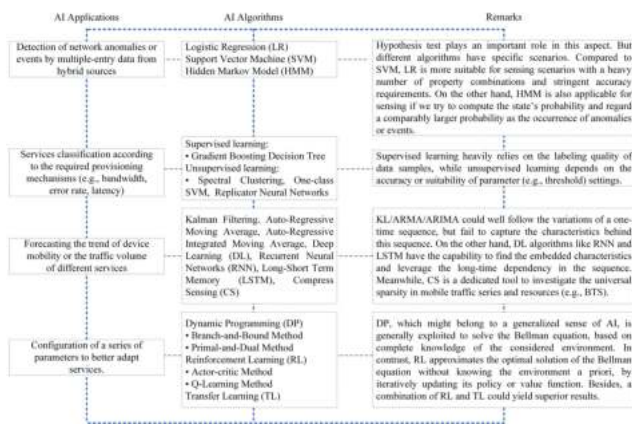 AI Applications
AI Algorithms
Remarks
Detection of network anomalies or
events by multiple-entry data from
hybrid sources
Logistic Regression (LR)
Support Vector Machine (SVM)
Hidden Markov Model (HMM)
Hypothesis test plays an important role in this aspect. But
different algorithms have specific scenarios. Compared to
SVM, LR is more suitable for sensing scenarios with a heavy
number of property combinations and stringent accuracy
requirements. On the other hand, HMM is also applicable for
sensing if we try to compute the state's probability and regard
a comparably larger probability as the occurrence of anomalies
or events.
Services classification according to
the required provisioning
mechanisms (e.g., bandwidth,
error rate, latency)
Supervised learning:
• Gradient Boosting Decision Tree
Unsupervised learning:
• Spectral Clustering, One-class
SVM, Replicator Neural Networks
Supervised learning heavily relies on the labeling quality of
data samples, while unsupervised learning depends on the
accuracy or suitability of parameter (e.g., threshold) settings.
Forecasting the trend of device
mobility or the traffic volume
of different services
Kalman Filtering, Auto-Regressive
Moving Average, Auto-Regressive
Integrated Moving Average, Deep
Learning (DL), Recurrent Neural
Networks (RNN), Long-Short Term
Memory (LSTM), Compress
Sensing (CS)
KL/ARMA/ARIMA could well follow the variations of a one-
time sequence, but fail to capture the characteristics behind
this sequence. On the other hand, DL algorithms like RNN and
LSTM have the capability to find the embedded characteristics
and leverage the long-time dependency in the sequence.
Meanwhile, CS is a dedicated tool to investigate the universal
sparsity in mobile traffic series and resources (e.g., BTS).
Configuration of a series of
parameters to better adapt
services.
Dynamic Programming (DP)
• Branch-and-Bound Method
• Primal-and-Dual Method
Reinforcement Learning (RL)
• Actor-critic Method
• Q-Learning Method
Transfer Learning (TL)
DP, which might belong to a generalized sense of AI, is
generally exploited to solve the Bellman equation, based on
complete knowledge of the considered environment. In
contrast, RL approximates the optimal solution of the Bellman
equation without knowing the environment a priori, by
iteratively updating its policy or value function. Besides, a
combination of RL and TL could yield superior results.